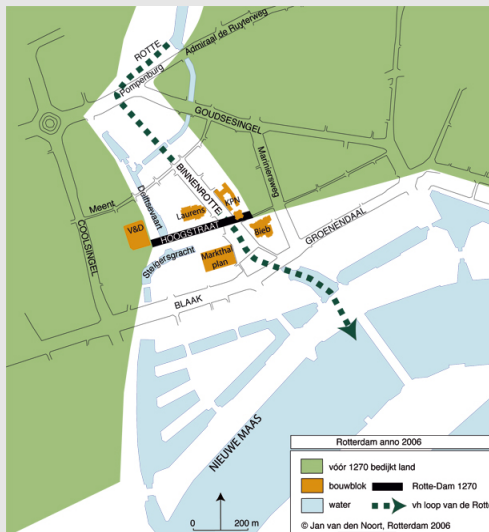 ROTTE
Admiraal de Ruyterweg
Pompenburg
GOUDSESINGEL
BINNENROTTE
Mariniersweg
Delftsevaart
Meent
COOLSINGEL
Laurens
KPN
V&D
HOOGSTRAAT
Bieb
GROENENDAAL
Steigersgracht
Markthal
plan
BLAAK
NIEUWE MAAS
0 200 m
Rotterdam anno 2006
vóór 1270 bedijkt land
bouwblok Rotte-Dam 1270
water vh loop van de Rotte
© Jan van den Noort, Rotterdam 2006